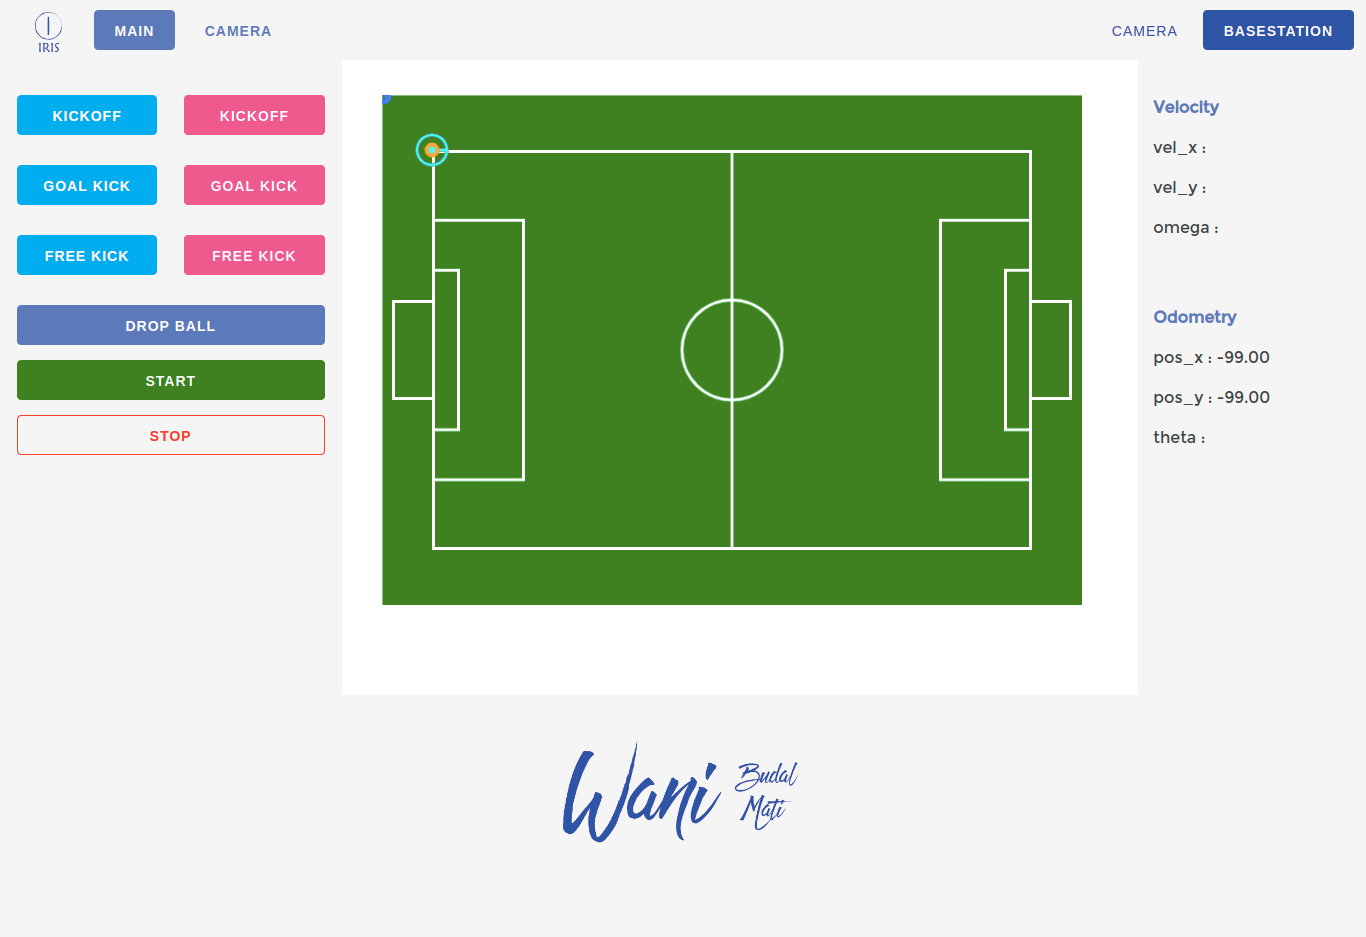 IRIS
MAIN
CAMERA
CAMERA
BASESTATION
KICKOFF
KICKOFF
GOAL KICK
GOAL KICK
FREE KICK
FREE KICK
DROP BALL
START
STOP
Velocity
vel_x :
vel_y :
omega :
Odometry
pos_x : -99.00
pos_y : -99.00
theta :
Wani
Budal
Mati